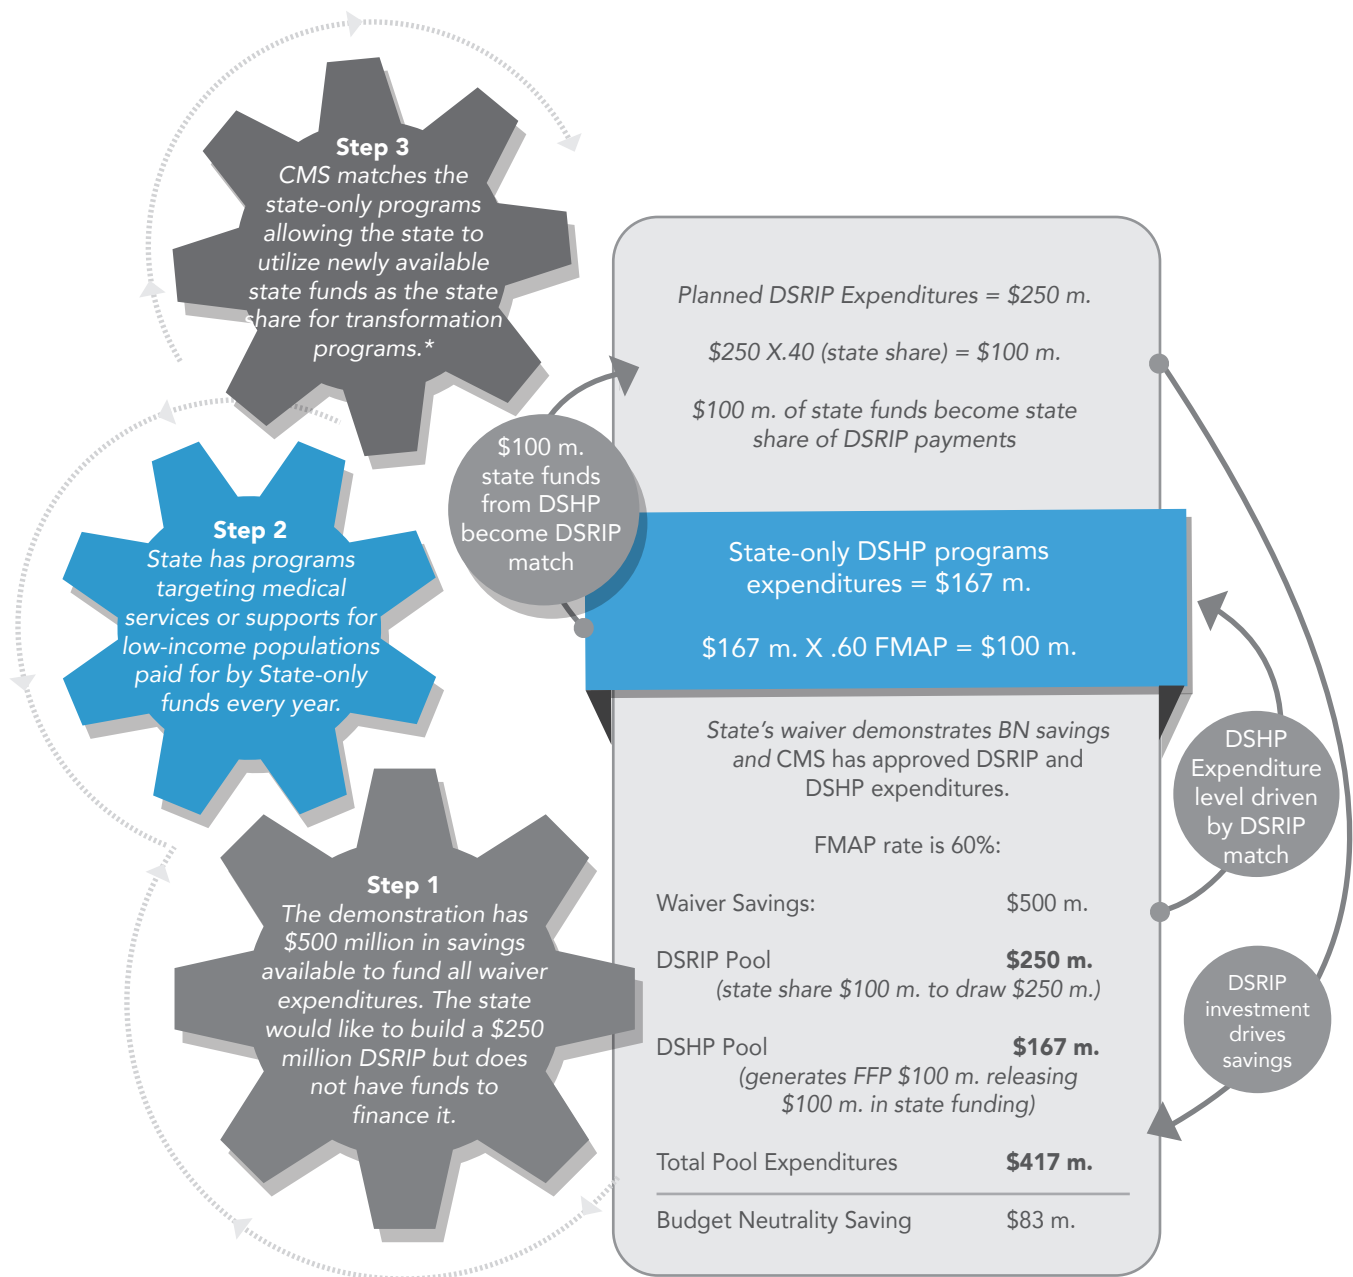 Step 3
CMS matches the
state-only programs
allowing the state to
utilize newly available
state funds as the state
share for transformation
programs.*
Step 2
State has programs
targeting medical
services or supports for
low-income populations
paid for by State-only
funds every year.
Step 1
The demonstration has
$500 million in savings
available to fund all waiver
expenditures. The state
would like to build a $250
million DSRIP but does
not have funds to
finance it.
$100 m.
state funds
from DSHP
become DSRIP
match
Planned DSRIP Expenditures = $250 m.
$250 X.40 (state share) = $100 m.
$100 m. of state funds become state
share of DSRIP payments
State-only DSHP programs
expenditures = $167 m.
$167 m. X .60 FMAP = $100 m.
State's waiver demonstrates BN savings
and CMS has approved DSRIP and
DSHP expenditures.
FMAP rate is 60%:
Waiver Savings: $500 m.
DSRIP Pool $250 m.
(state share $100 m. to draw $250 m.)
DSHP Pool $167 m.
(generates FFP $100 m. releasing
$100 m. in state funding)
Total Pool Expenditures $417 m.
Budget Neutrality Saving $83 m.
DSHP
Expenditure
level driven
by DSRIP
match
DSRIP
investment
drives
savings